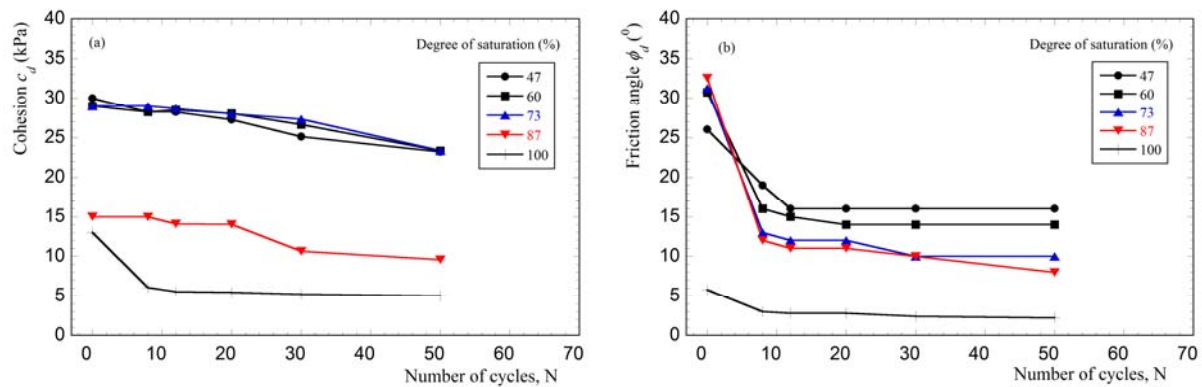 (a)
Degree of saturation (%)
47
60
73
87
100
Cohesion c_d (kPa)
40
35
30
25
20
15
10
5
0
0 10 20 30 40 50 60 70
Number of cycles, N
(b)
Degree of saturation (%)
47
60
73
87
100
Friction angle ϕ_d (⁰)
40
35
30
25
20
15
10
5
0
0 10 20 30 40 50 60 70
Number of cycles, N